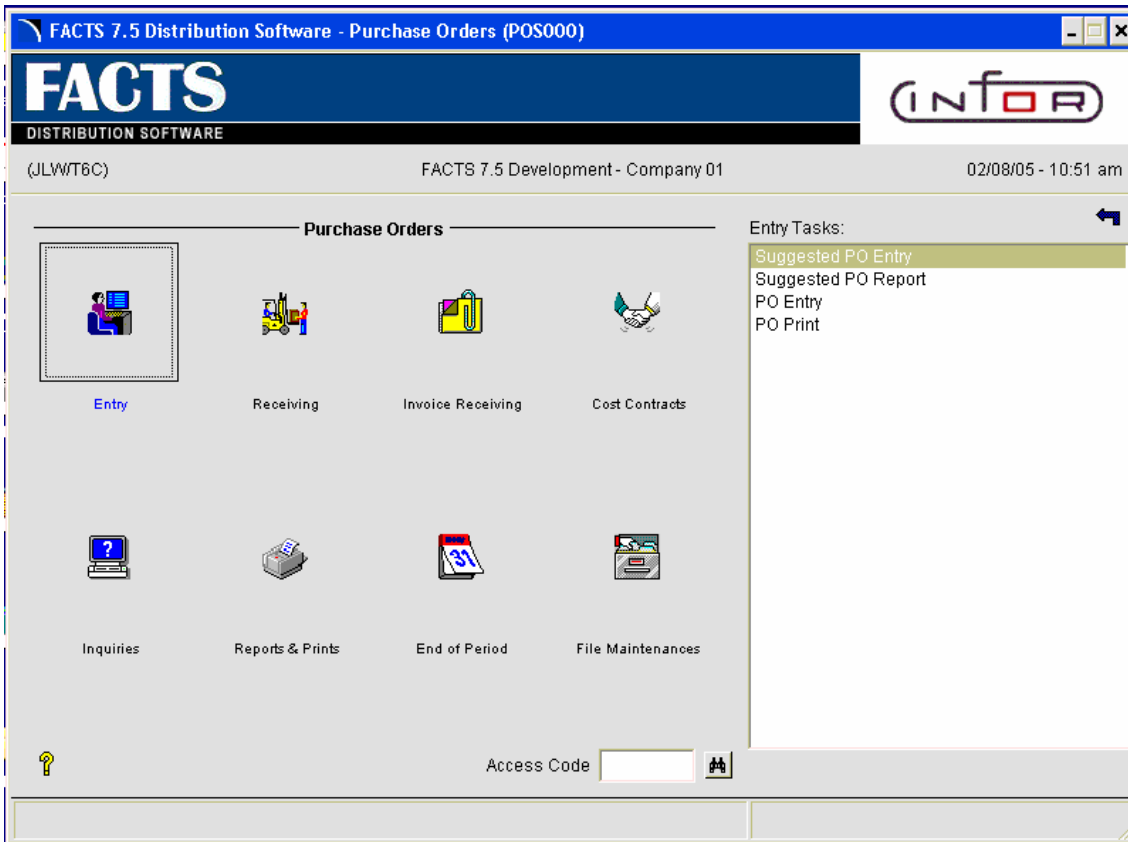 FACTS 7.5 Distribution Software - Purchase Orders (POS000)
FACTS
DISTRIBUTION SOFTWARE
INFOR
(JLW/T6C) FACTS 7.5 Development - Company 01 02/08/05 - 10:51 am
Purchase Orders
Entry Receiving Invoice Receiving Cost Contracts
31
Inquiries Reports & Prints End of Period File Maintenances
Access Code
Entry Tasks:
Suggested PO Entry
Suggested PO Report
PO Entry
PO Print